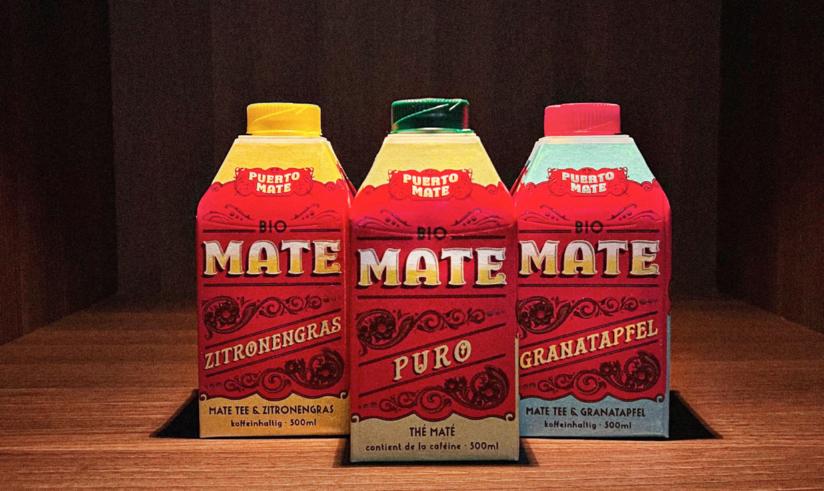 PUERTO
MATE
BIO
MATE
ZITRONENGRAS
MATE TEE & ZITRONENGRAS
koffeinhaltig · 500ml
PUERTO
MATE
BIO
MATE
PURO
THÉ MATÉ
contient de la caféine · 500ml
PUERTO
MATE
BIO
MATE
GRANATAPFEL
MATE TEE & GRANATAPFEL
koffeinhaltig · 500ml